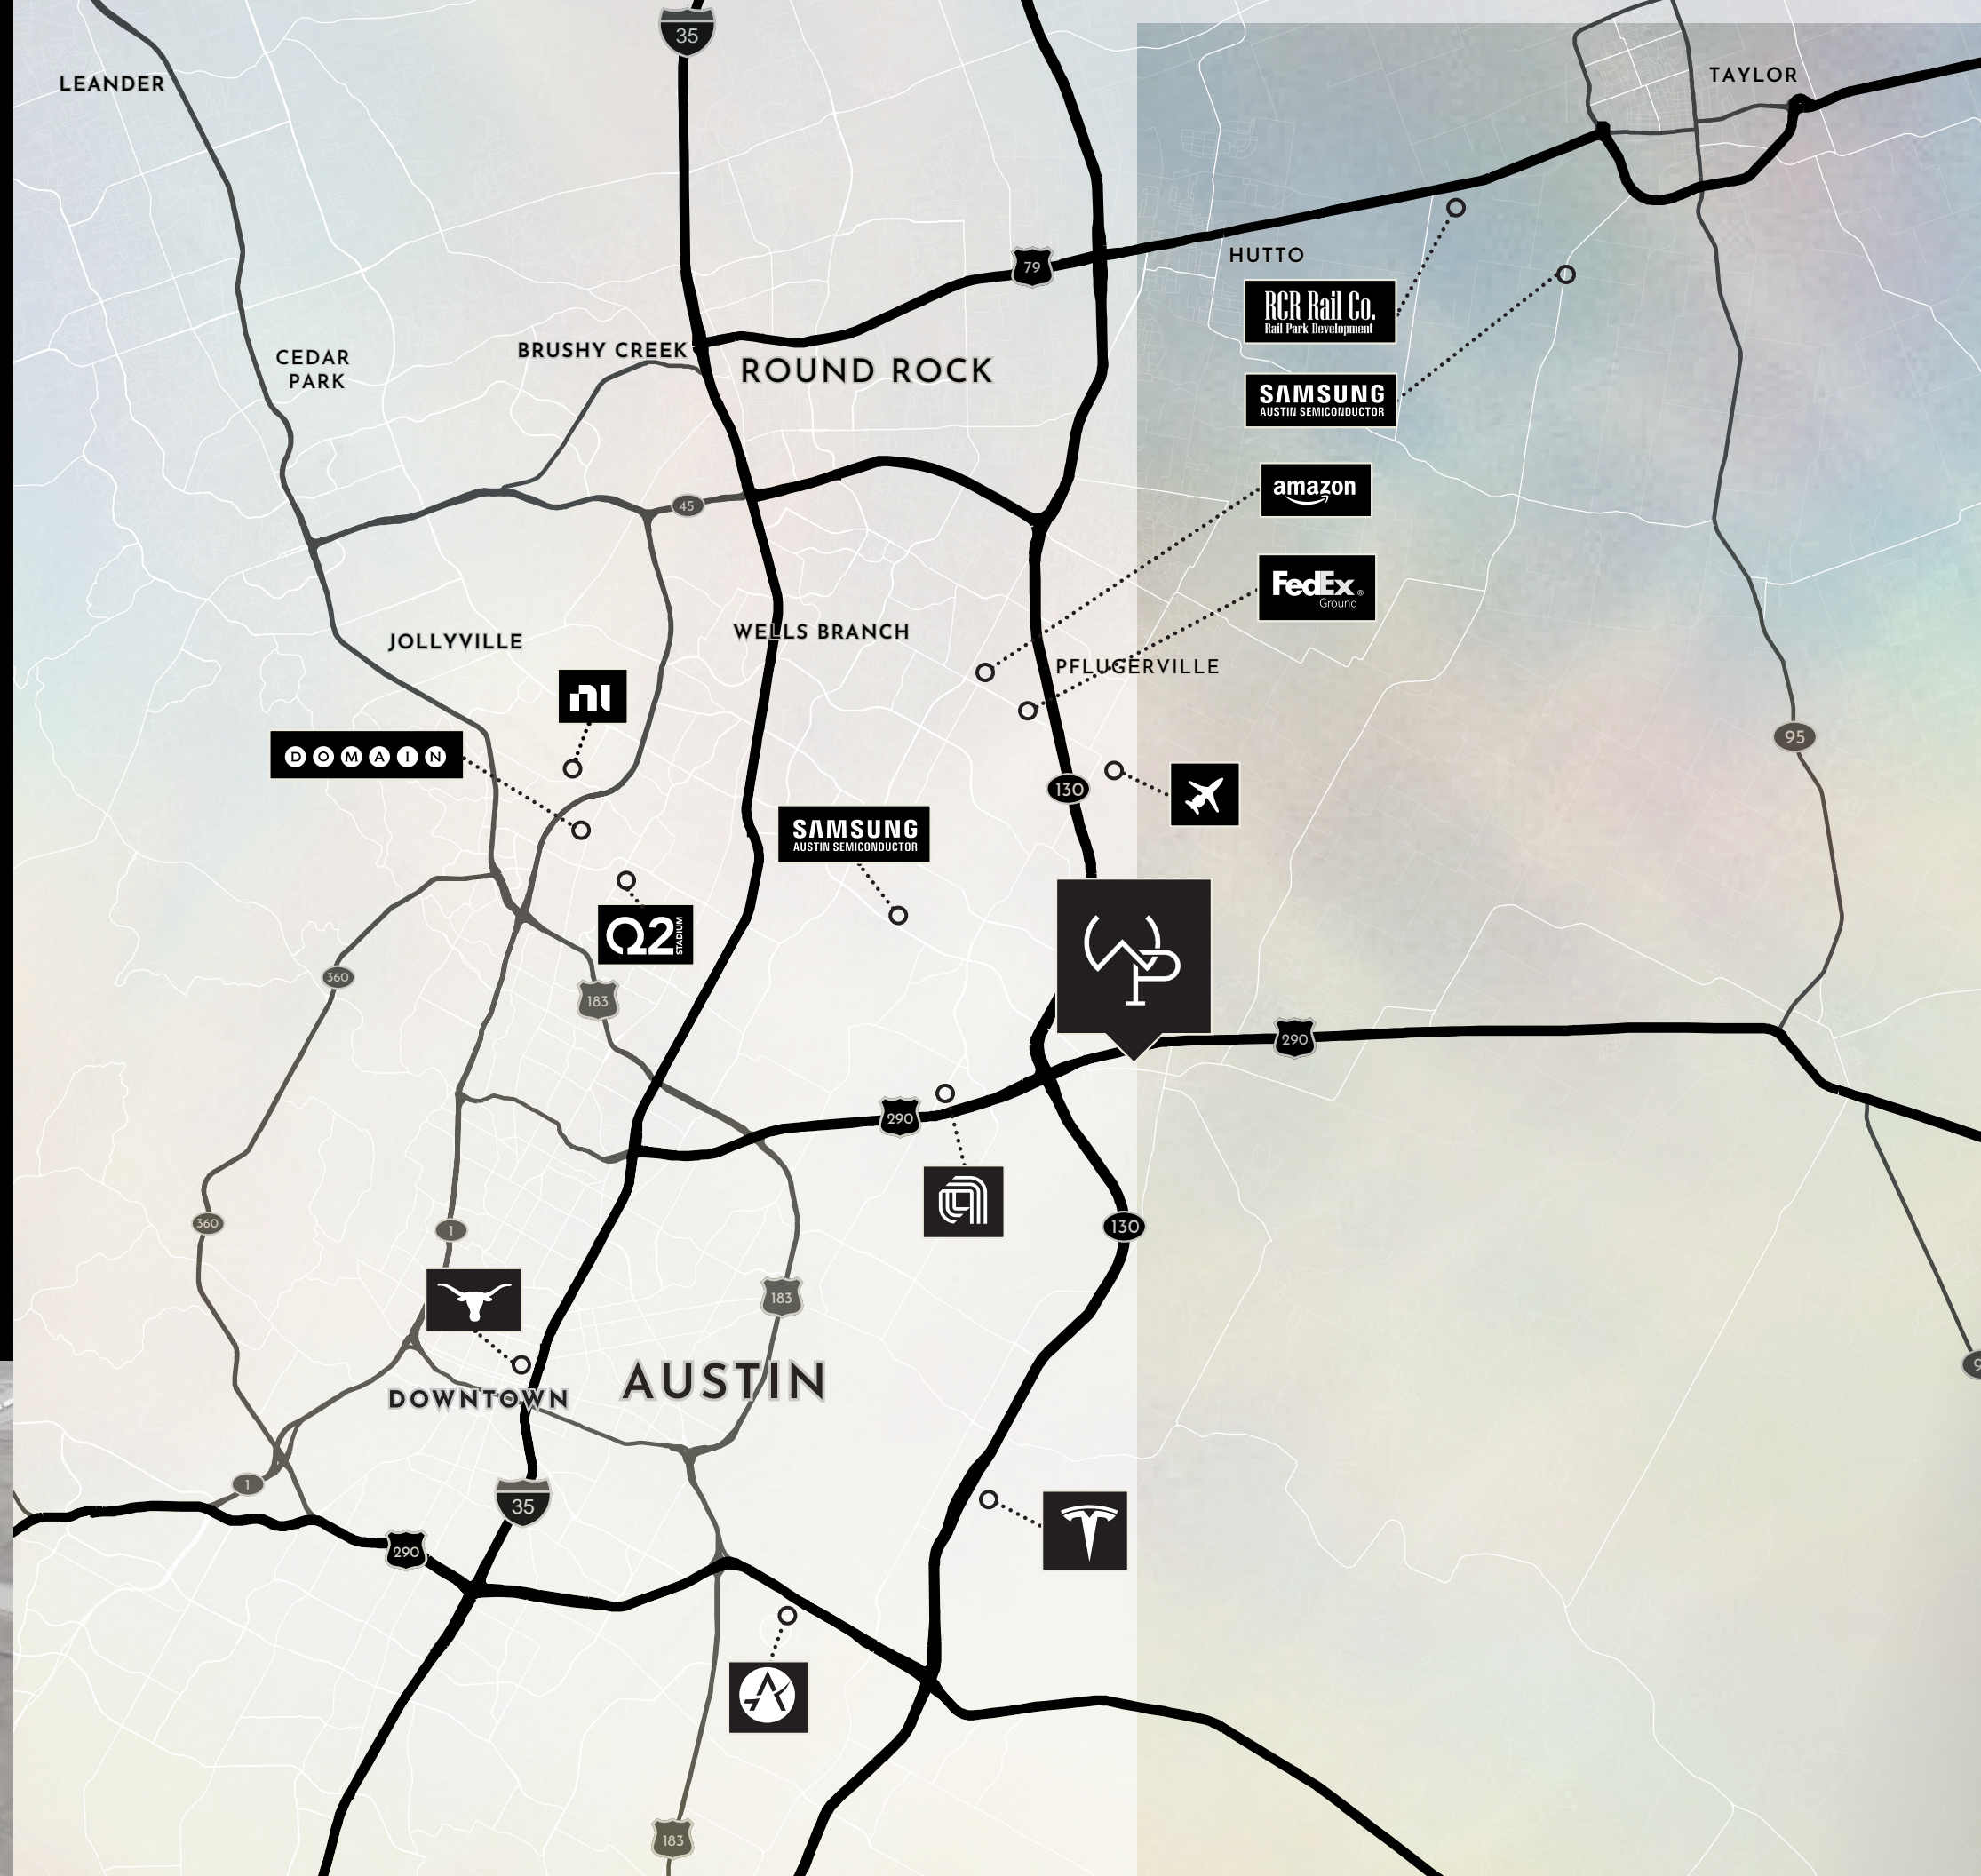 35
LEANDER
TAYLOR
HUTTO
79
RCR Rail Co.
Rail Park Development
BRUSHY CREEK
CEDAR
PARK
ROUND ROCK
SAMSUNG
AUSTIN SEMICONDUCTOR
amazon
45
FedEx®
Ground
JOLLYVILLE
WELLS BRANCH
PFLUGERVILLE
nı
95
DOMAIN
130
SAMSUNG
AUSTIN SEMICONDUCTOR
Q2
STADIUM
WP
360
183
290
290
360
1
130
183
AUSTIN
DOWNTOWN
1
35
290
183